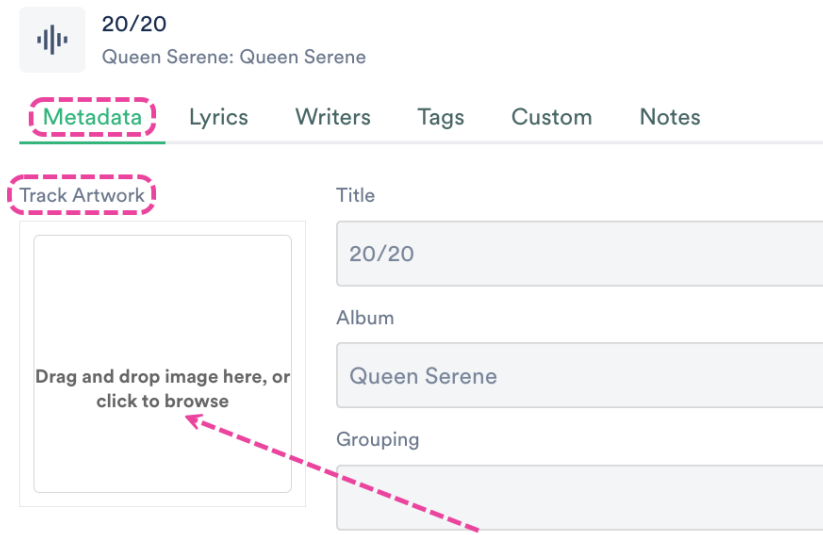 20/20
Queen Serene: Queen Serene
Metadata Lyrics Writers Tags Custom Notes
Track Artwork
Drag and drop image here, or
click to browse
Title
20/20
Album
Queen Serene
Grouping